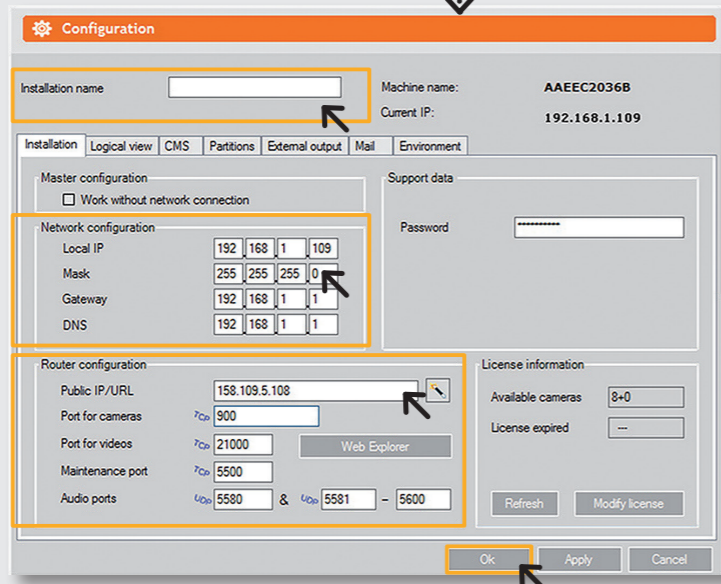 Configuration
Installation name
Machine name: AAEEC2036B
Current IP: 192.168.1.109
Installation Logical view CMS Partitions External output Mail Environment
Master configuration
Work without network connection
Support data
Password **********
Network configuration
Local IP 192 . 168 . 1 . 109
Mask 255 . 255 . 255 . 0
Gateway 192 . 168 . 1 . 1
DNS 192 . 168 . 1 . 1
Router configuration
Public IP/URL 158.109.5.108
Port for cameras TCP 900
Port for videos TCP 21000 Web Explorer
Maintenance port TCP 5500
Audio ports UDP 5580 & UDP 5581 - 5600
License information
Available cameras 8+0
License expired ---
Refresh Modify license
Ok Apply Cancel